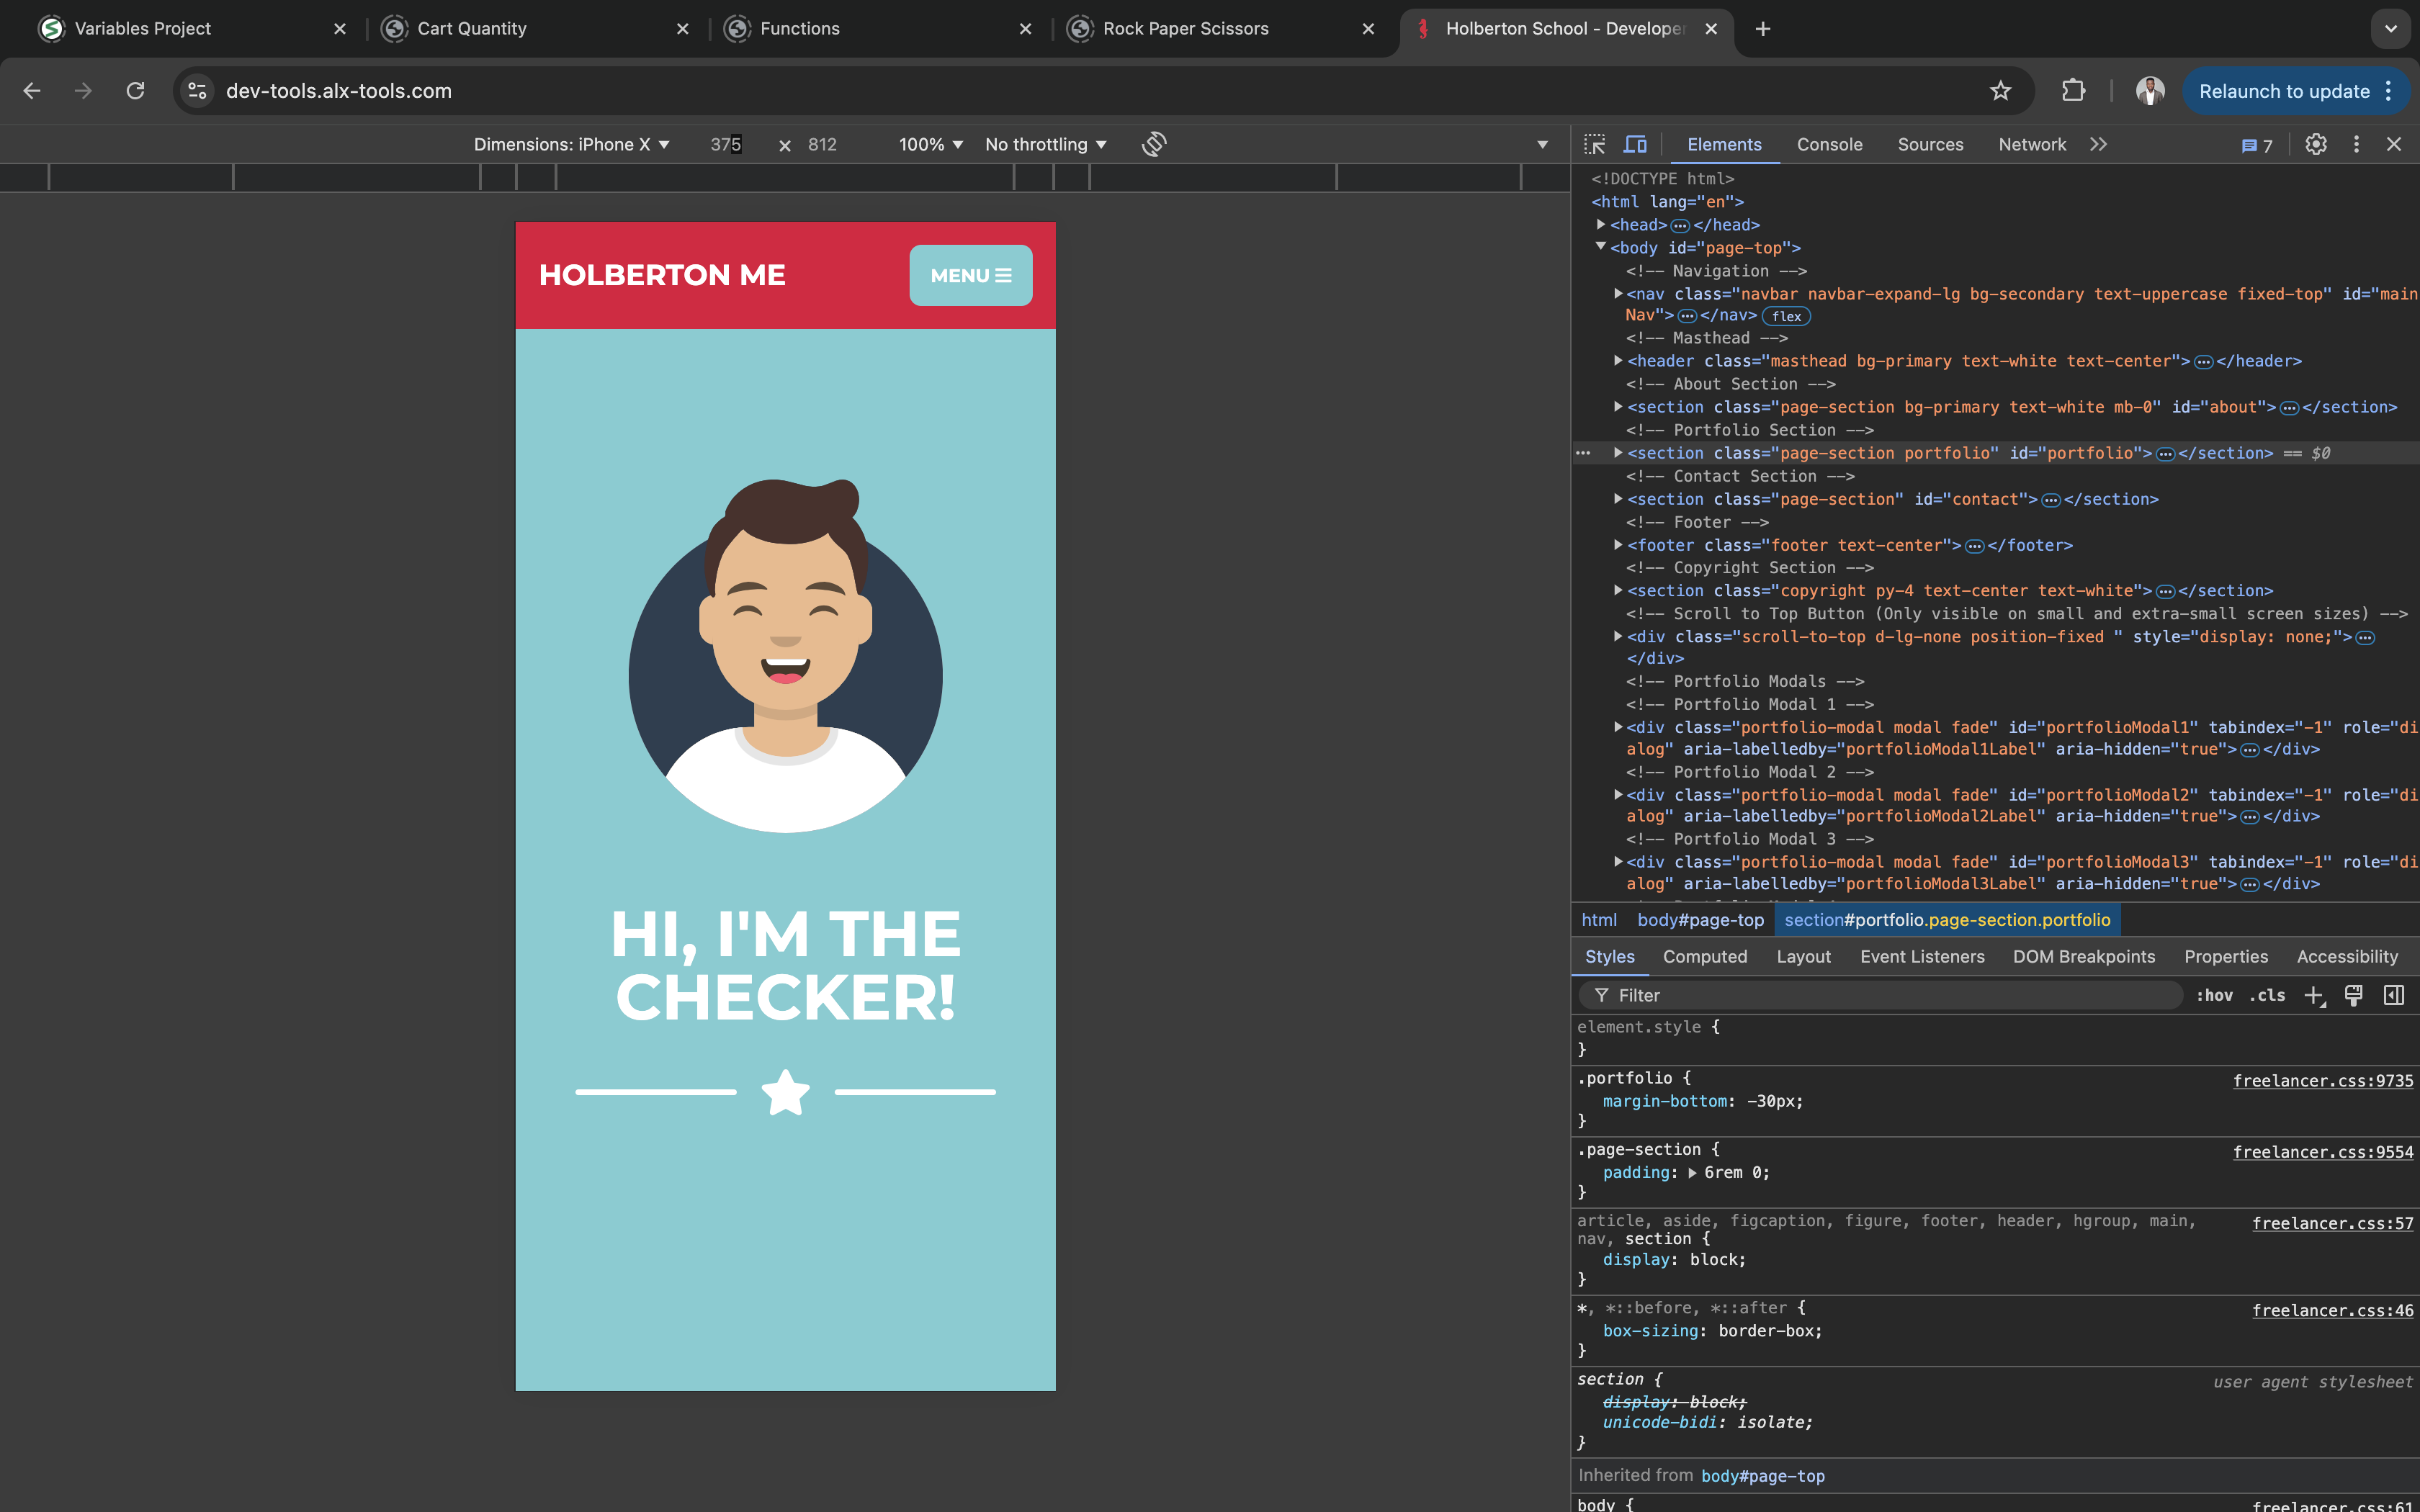 Variables Project
Cart Quantity
Functions
Rock Paper Scissors
Holberton School - Developer
dev-tools.alx-tools.com
Relaunch to update
Dimensions: iPhone X
375
×
812
100%
No throttling
Elements
Console
Sources
Network
7
HOLBERTON ME
MENU
HI, I'M THE
CHECKER!
<!DOCTYPE html>
<html lang="en">
<head>…</head>
<body id="page-top">
<!-- Navigation -->
<nav class="navbar navbar-expand-lg bg-secondary text-uppercase fixed-top" id="main
Nav">…</nav> flex
<!-- Masthead -->
<header class="masthead bg-primary text-white text-center">…</header>
<!-- About Section -->
<section class="page-section bg-primary text-white mb-0" id="about">…</section>
<!-- Portfolio Section -->
<section class="page-section portfolio" id="portfolio">…</section> == $0
<!-- Contact Section -->
<section class="page-section" id="contact">…</section>
<!-- Footer -->
<footer class="footer text-center">…</footer>
<!-- Copyright Section -->
<section class="copyright py-4 text-center text-white">…</section>
<!-- Scroll to Top Button (Only visible on small and extra-small screen sizes) -->
<div class="scroll-to-top d-lg-none position-fixed " style="display: none;">…
</div>
<!-- Portfolio Modals -->
<!-- Portfolio Modal 1 -->
<div class="portfolio-modal modal fade" id="portfolioModal1" tabindex="-1" role="di
alog" aria-labelledby="portfolioModal1Label" aria-hidden="true">…</div>
<!-- Portfolio Modal 2 -->
<div class="portfolio-modal modal fade" id="portfolioModal2" tabindex="-1" role="di
alog" aria-labelledby="portfolioModal2Label" aria-hidden="true">…</div>
<!-- Portfolio Modal 3 -->
<div class="portfolio-modal modal fade" id="portfolioModal3" tabindex="-1" role="di
alog" aria-labelledby="portfolioModal3Label" aria-hidden="true">…</div>
html body#page-top section#portfolio.page-section.portfolio
Styles Computed Layout Event Listeners DOM Breakpoints Properties Accessibility
Filter
:hov .cls
element.style {
}
.portfolio { freelancer.css:9735
margin-bottom: -30px;
}
.page-section { freelancer.css:9554
padding: 6rem 0;
}
article, aside, figcaption, figure, footer, header, hgroup, main, freelancer.css:57
nav, section {
display: block;
}
*, *::before, *::after { freelancer.css:46
box-sizing: border-box;
}
section { user agent stylesheet
display: block;
unicode-bidi: isolate;
}
Inherited from body#page-top
body { freelancer.css:61